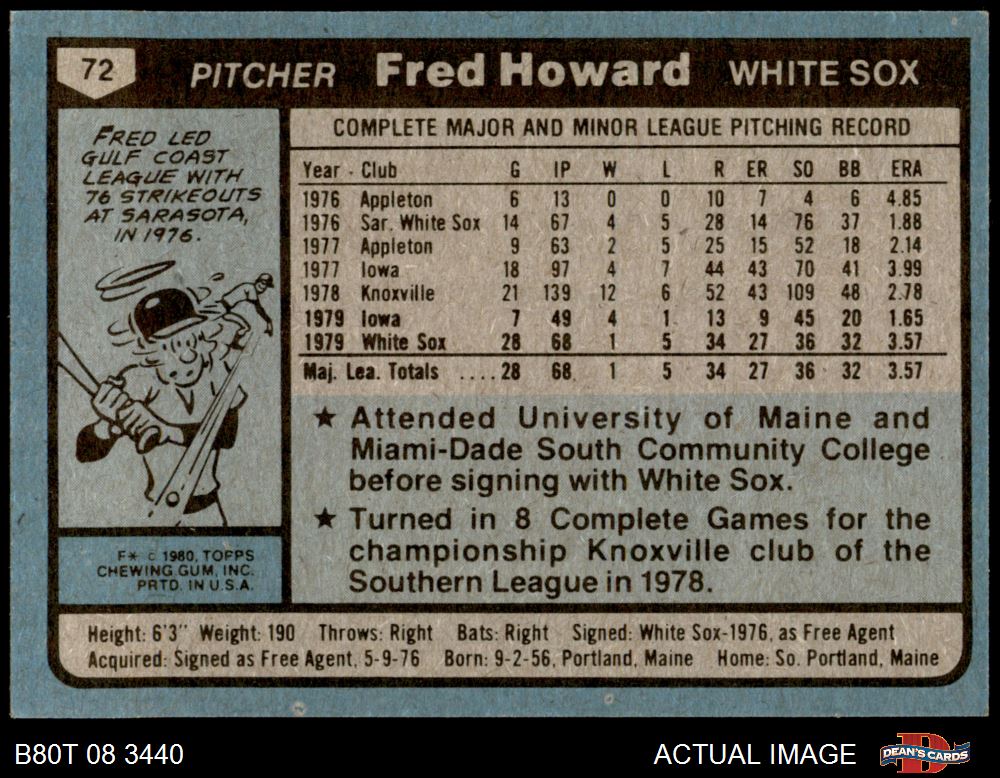 72 PITCHER Fred Howard WHITE SOX
FRED LED
GULF COAST
LEAGUE WITH
76 STRIKEOUTS
AT SARASOTA,
IN 1976.
COMPLETE MAJOR AND MINOR LEAGUE PITCHING RECORD
Year - Club G IP W L R ER SO BB ERA
1976 Appleton 6 13 0 0 10 7 4 6 4.85
1976 Sar. White Sox 14 67 4 5 28 14 76 37 1.88
1977 Appleton 9 63 2 5 25 15 52 18 2.14
1977 Iowa 18 97 4 7 44 43 70 41 3.99
1978 Knoxville 21 139 12 6 52 43 109 48 2.78
1979 Iowa 7 49 4 1 13 9 45 20 1.65
1979 White Sox 28 68 1 5 34 27 36 32 3.57
Maj. Lea. Totals ....28 68 1 5 34 27 36 32 3.57
★ Attended University of Maine and
Miami-Dade South Community College
before signing with White Sox.
★ Turned in 8 Complete Games for the
championship Knoxville club of the
Southern League in 1978.
F* © 1980, TOPPS
CHEWING GUM, INC.
PRTD. IN U.S.A.
Height: 6'3" Weight: 190 Throws: Right Bats: Right Signed: White Sox-1976, as Free Agent
Acquired: Signed as Free Agent, 5-9-76 Born: 9-2-56, Portland, Maine Home: So. Portland, Maine
B80T 08 3440 ACTUAL IMAGE DEAN'S CARDS